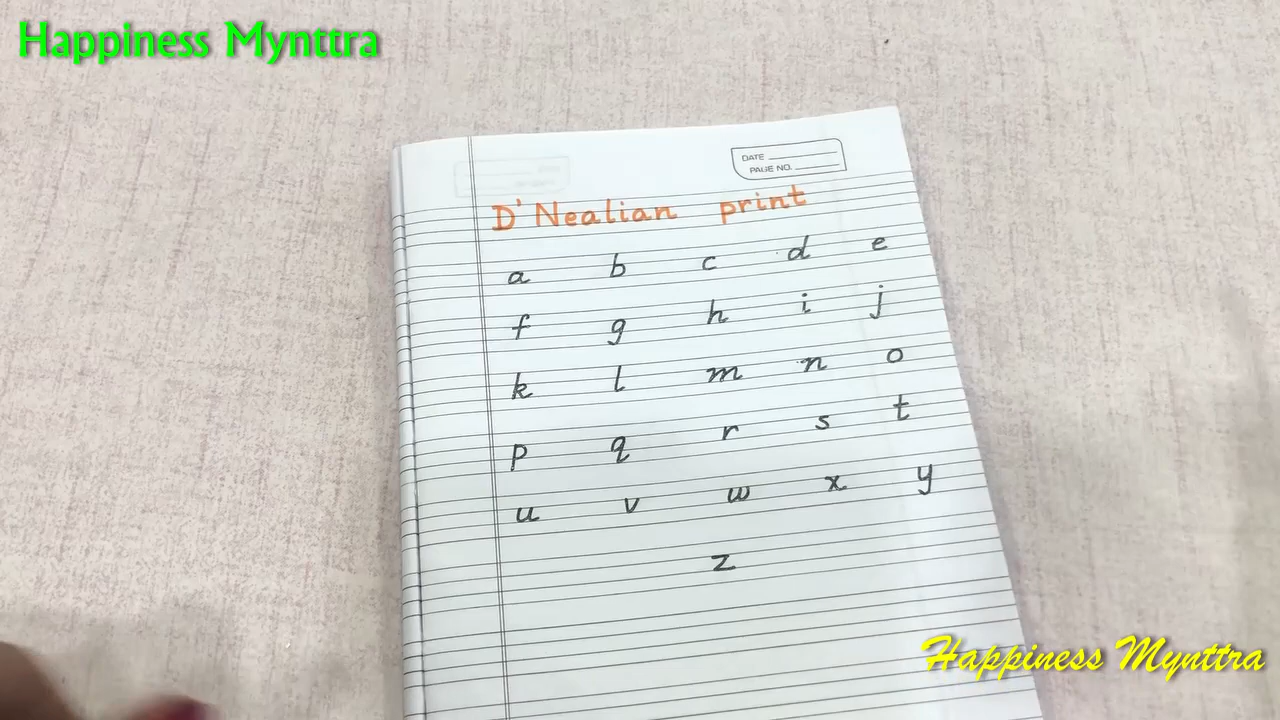 Happiness Mynttra
DATE
PAGE NO.
D'Nealian print
a b c d e
f g h i j
k l m n o
p q r s t
u v w x y
z
Happiness Mynttra